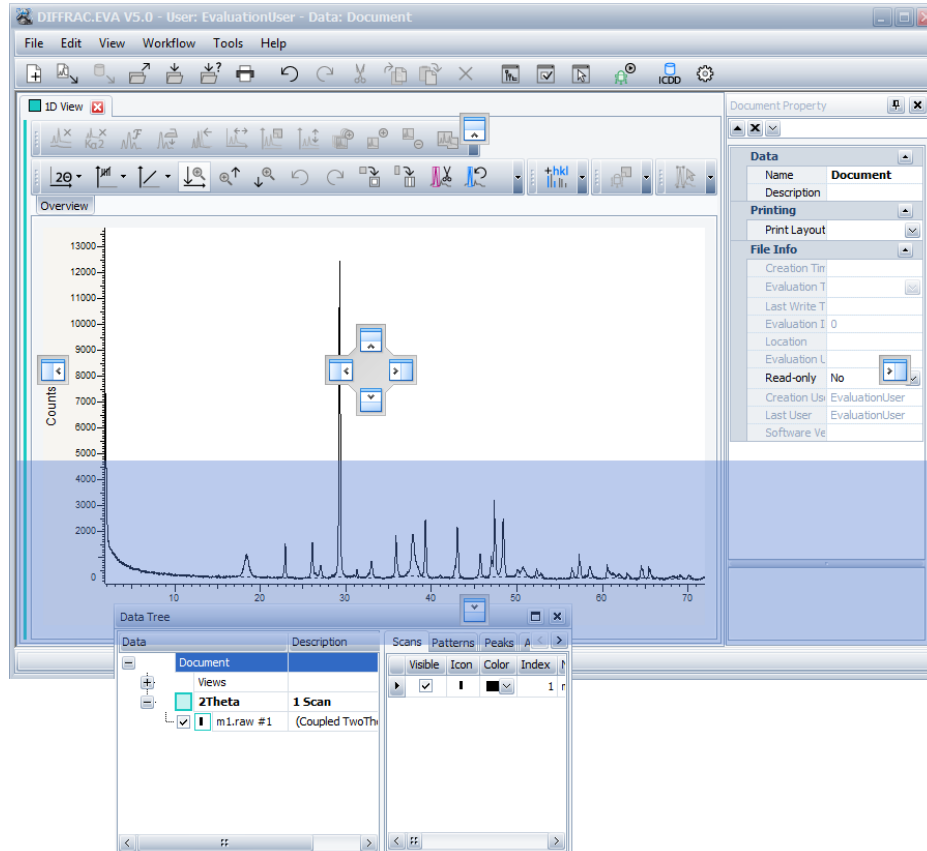 DIFFRAC.EVA V5.0 - User: EvaluationUser - Data: Document
File Edit View Workflow Tools Help
ICDD
1D View
Document Property
Kα2
2θ
+hkl
Overview
Data
Name Document
Description
Printing
Print Layout
File Info
Creation Tim
Evaluation T
Last Write T
Evaluation I 0
Location
Evaluation U
Read-only No
Creation Us EvaluationUser
Last User EvaluationUser
Software Ve
Counts
13000
12000
11000
10000
9000
8000
7000
6000
5000
4000
3000
2000
0
10 20 30 40 50 60 70
Data Tree
Data Description
Document
Views
2Theta 1 Scan
m1.raw #1 (Coupled TwoThe
Scans Patterns Peaks A
Visible Icon Color Index N
1